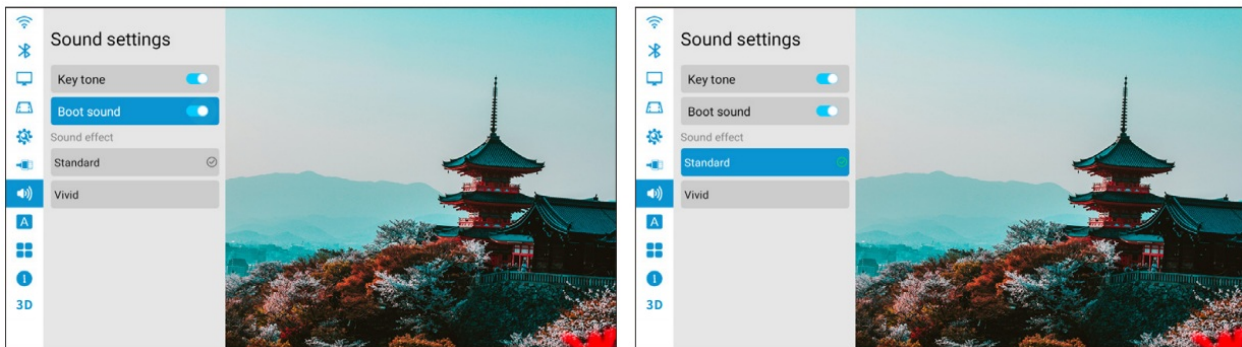 Sound settings
Key tone
Boot sound
Sound effect
Standard
Vivid
A
3D
Sound settings
Key tone
Boot sound
Sound effect
Standard
Vivid
A
3D